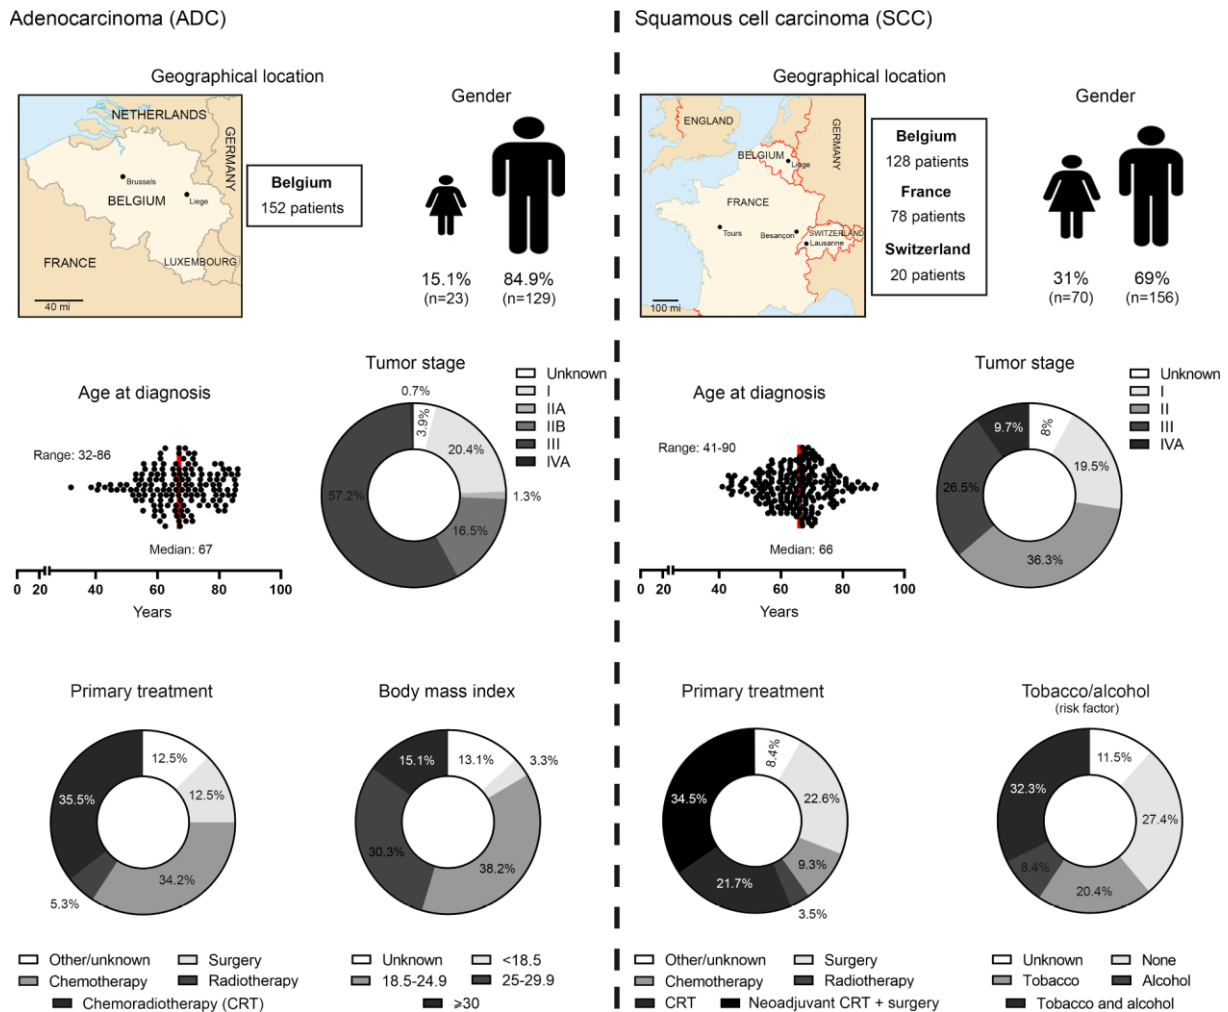 Adenocarcinoma (ADC)
Geographical location
NETHERLANDS
GERMANY
Brussels
BELGIUM
Liege
FRANCE
LUXEMBOURG
40 mi
Belgium
152 patients
Gender
15.1%
(n=23)
84.9%
(n=129)
Age at diagnosis
Range: 32-86
Median: 67
0 20 40 60 80 100
Years
Tumor stage
0.7%
3.9%
20.4%
1.3%
16.5%
57.2%
Unknown
I
IIA
IIB
III
IVA
Primary treatment
12.5%
12.5%
34.2%
5.3%
35.5%
Other/unknown
Surgery
Chemotherapy
Radiotherapy
Chemoradiotherapy (CRT)
Body mass index
13.1%
3.3%
38.2%
30.3%
15.1%
Unknown
<18.5
18.5-24.9
25-29.9
⩾30
Squamous cell carcinoma (SCC)
Geographical location
ENGLAND
GERMANY
BELGIUM
Liege
FRANCE
Tours
Besançon
SWITZERLAND
Lausanne
100 mi
Belgium
128 patients
France
78 patients
Switzerland
20 patients
Gender
31%
(n=70)
69%
(n=156)
Age at diagnosis
Range: 41-90
Median: 66
0 20 40 60 80 100
Years
Tumor stage
8%
19.5%
36.3%
26.5%
9.7%
Unknown
I
II
III
IVA
Primary treatment
8.4%
22.6%
9.3%
3.5%
21.7%
34.5%
Other/unknown
Surgery
Chemotherapy
Radiotherapy
CRT
Neoadjuvant CRT + surgery
Tobacco/alcohol
(risk factor)
11.5%
27.4%
20.4%
8.4%
32.3%
Unknown
None
Tobacco
Alcohol
Tobacco and alcohol